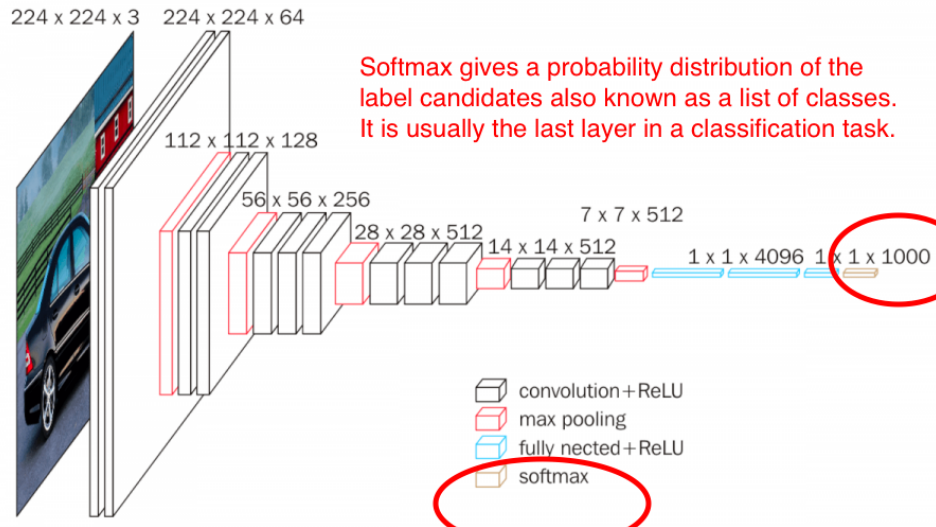 224 x 224 x 3
224 x 224 x 64
Softmax gives a probability distribution of the
label candidates also known as a list of classes.
It is usually the last layer in a classification task.
112 x 112 x 128
56 x 56 x 256
28 x 28 x 512
14 x 14 x 512
7 x 7 x 512
1 x 1 x 4096
1 x 1 x 1000
convolution+ReLU
max pooling
fully nected+ReLU
softmax